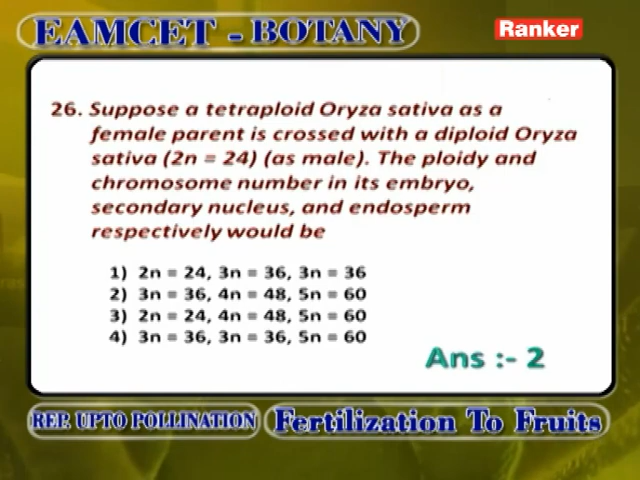 EAMCET - BOTANY
Ranker
26. Suppose a tetraploid Oryza sativa as a
female parent is crossed with a diploid Oryza
sativa (2n = 24) (as male). The ploidy and
chromosome number in its embryo,
secondary nucleus, and endosperm
respectively would be
1) 2n = 24, 3n = 36, 3n = 36
2) 3n = 36, 4n = 48, 5n = 60
3) 2n = 24, 4n = 48, 5n = 60
4) 3n = 36, 3n = 36, 5n = 60
Ans :- 2
REP. UPTO POLLINATION
Fertilization To Fruits